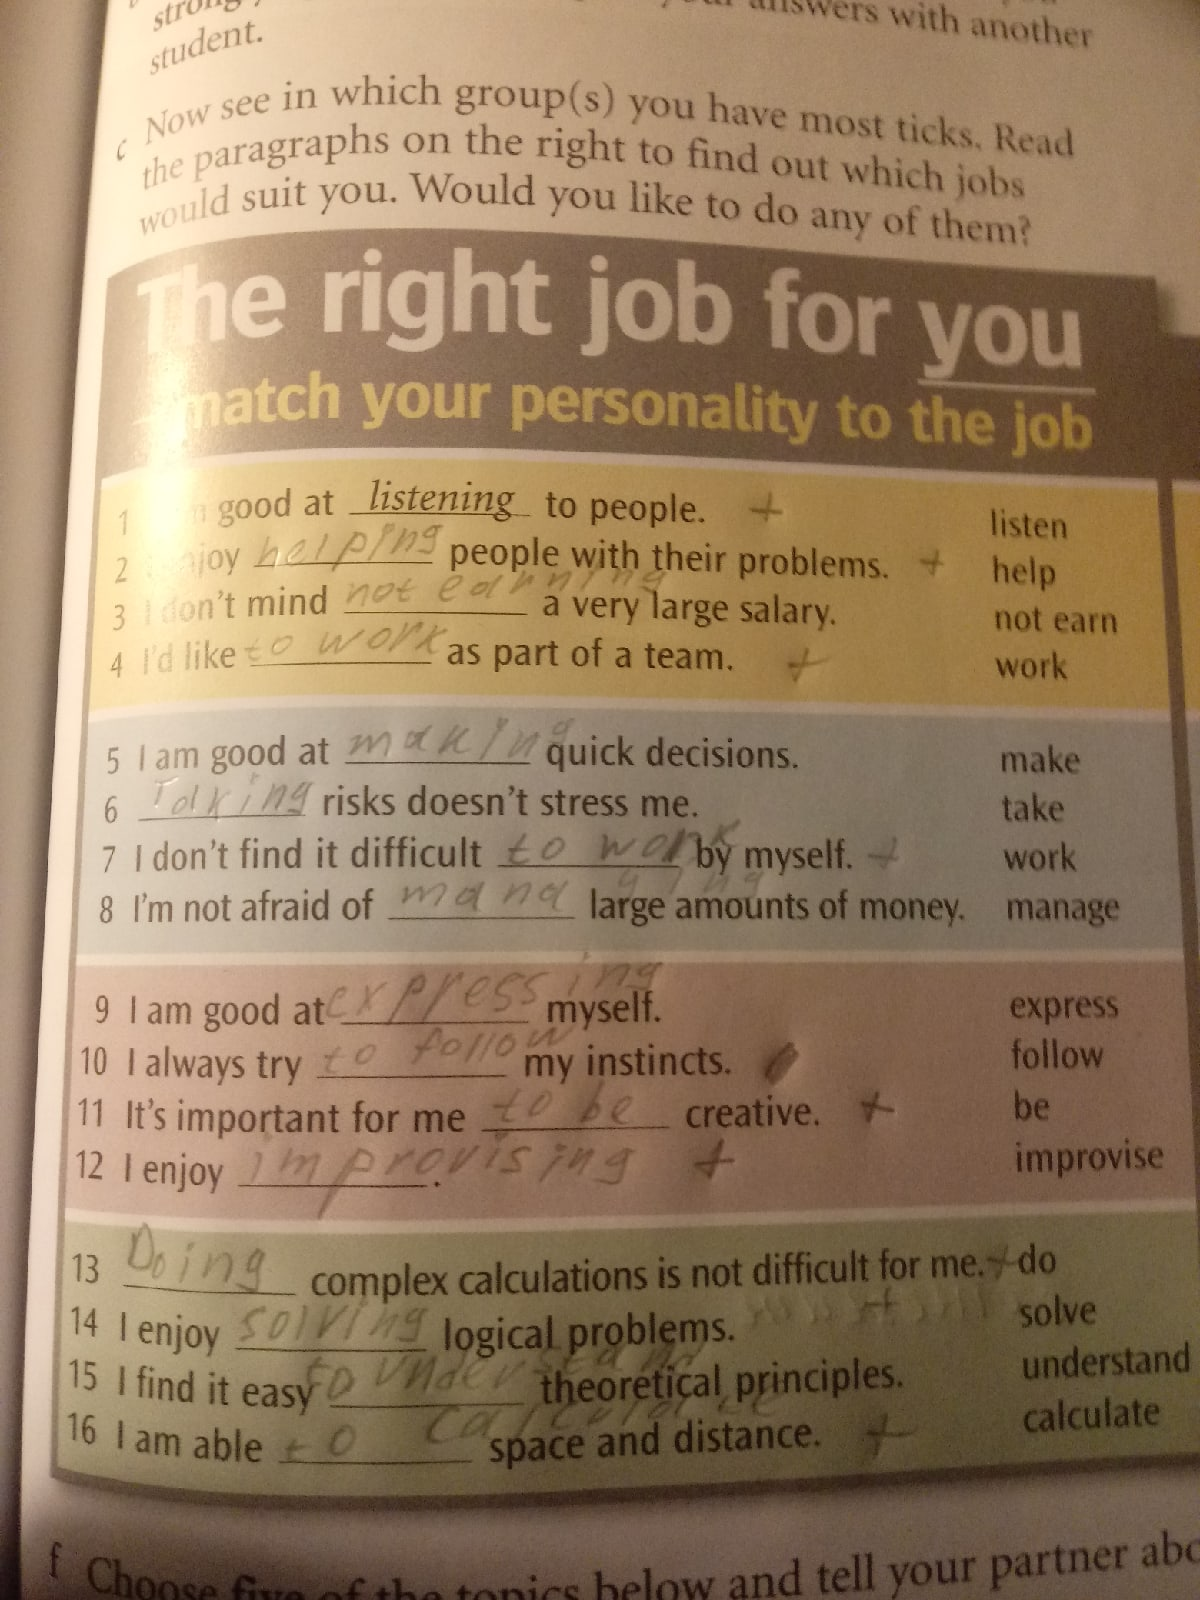 strong
answers with another
student.
c Now see in which group(s) you have most ticks. Read
the paragraphs on the right to find out which jobs
would suit you. Would you like to do any of them?
The right job for you
match your personality to the job
1 good at listening to people. + listen
2 njoy helping people with their problems. + help
3 I don't mind not earning a very large salary. not earn
4 I'd like to work as part of a team. + work
5 I am good at making quick decisions. make
6 Taking risks doesn't stress me. take
7 I don't find it difficult to work by myself. + work
8 I'm not afraid of managing large amounts of money. manage
9 I am good at expressing myself. express
10 I always try to follow my instincts. follow
11 It's important for me to be creative. + be
12 I enjoy improvising. + improvise
13 Doing complex calculations is not difficult for me. + do
14 I enjoy solving logical problems. solve
15 I find it easy to understand theoretical principles. understand
16 I am able to calculate space and distance. + calculate
f Choose five of the topics below and tell your partner abo